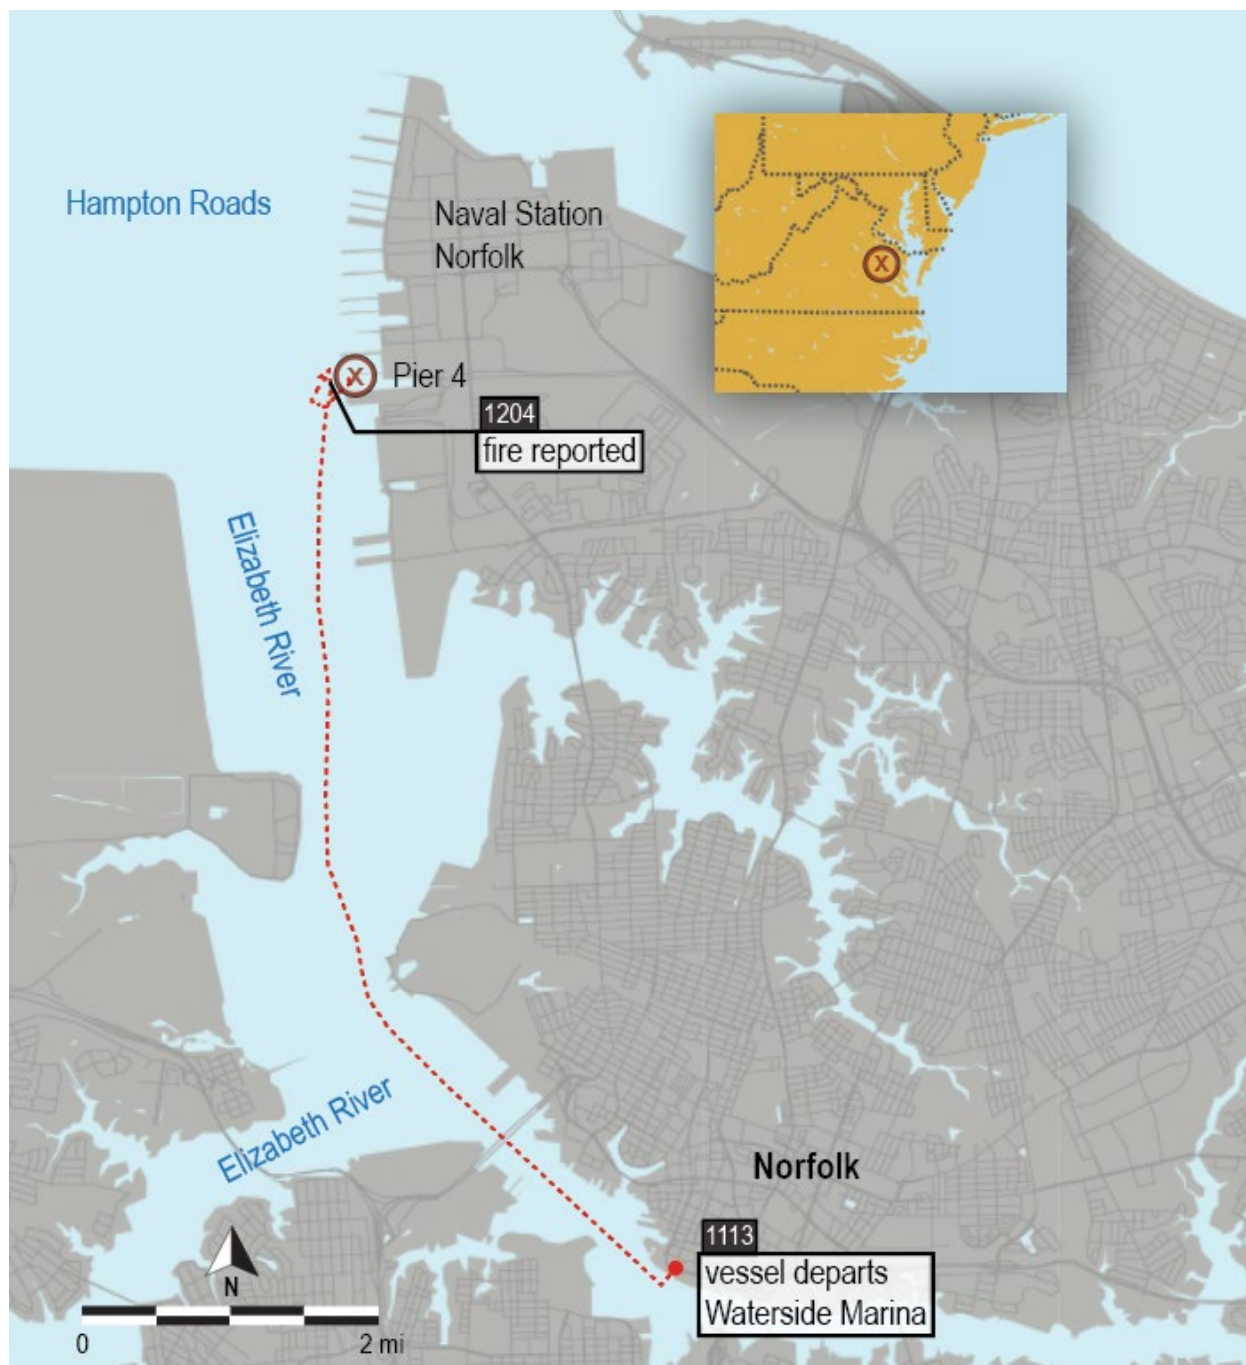 Hampton Roads
Naval Station
Norfolk
X
X
Pier 4
1204
fire reported
Elizabeth River
Elizabeth River
Norfolk
1113
vessel departs
Waterside Marina
N
0
2 mi